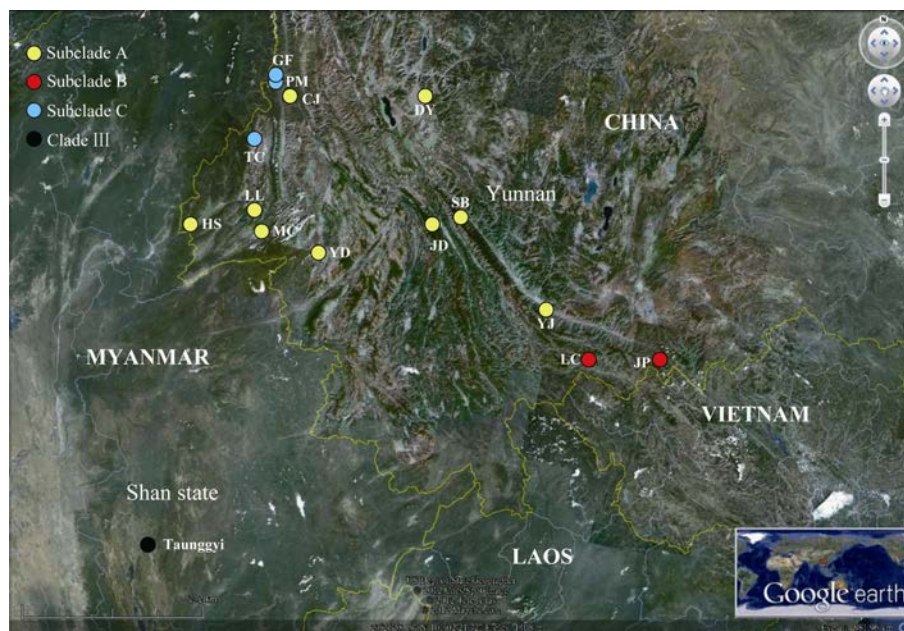 Subclade A
Subclade B
Subclade C
Clade III
GF
PM
CJ
DY
CHINA
TC
LL
HS
MC
YD
Yunnan
SB
JD
YJ
MYANMAR
LC
JP
VIETNAM
Shan state
Taunggyi
LAOS
N
Google earth